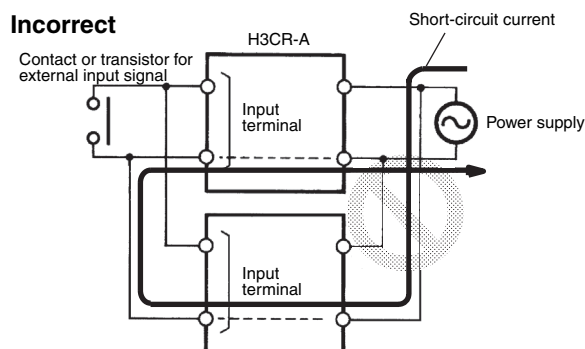 Incorrect
Short-circuit current
H3CR-A
Contact or transistor for
external input signal
Input
terminal
Power supply
Input
terminal